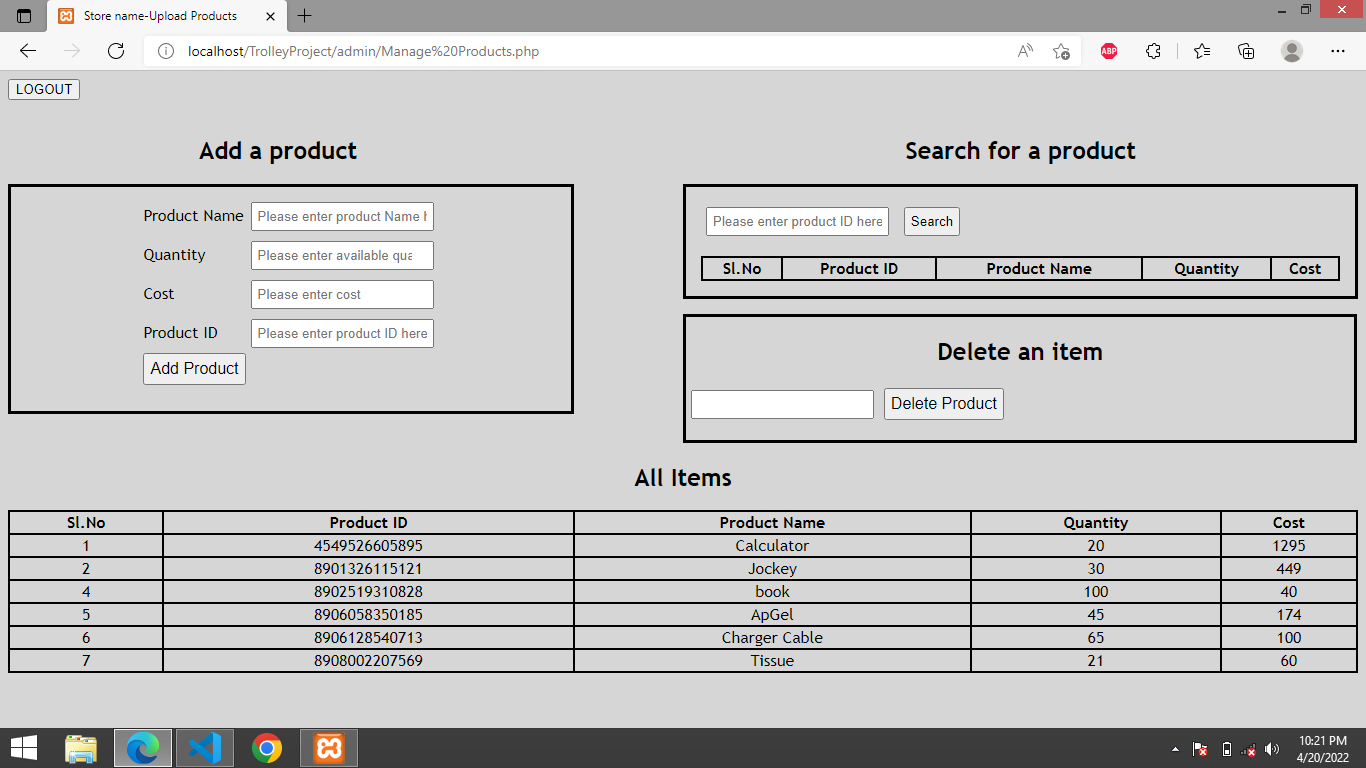 Store name-Upload Products
localhost/TrolleyProject/admin/Manage%20Products.php
ABP
LOGOUT
Add a product
Product Name Please enter product Name h
Quantity Please enter available qua
Cost Please enter cost
Product ID Please enter product ID here
Add Product
Search for a product
Please enter product ID here Search
Sl.No Product ID Product Name Quantity Cost
Delete an item
Delete Product
All Items
Sl.No Product ID Product Name Quantity Cost
1 4549526605895 Calculator 20 1295
2 8901326115121 Jockey 30 449
4 8902519310828 book 100 40
5 8906058350185 ApGel 45 174
6 8906128540713 Charger Cable 65 100
7 8908002207569 Tissue 21 60
10:21 PM
4/20/2022